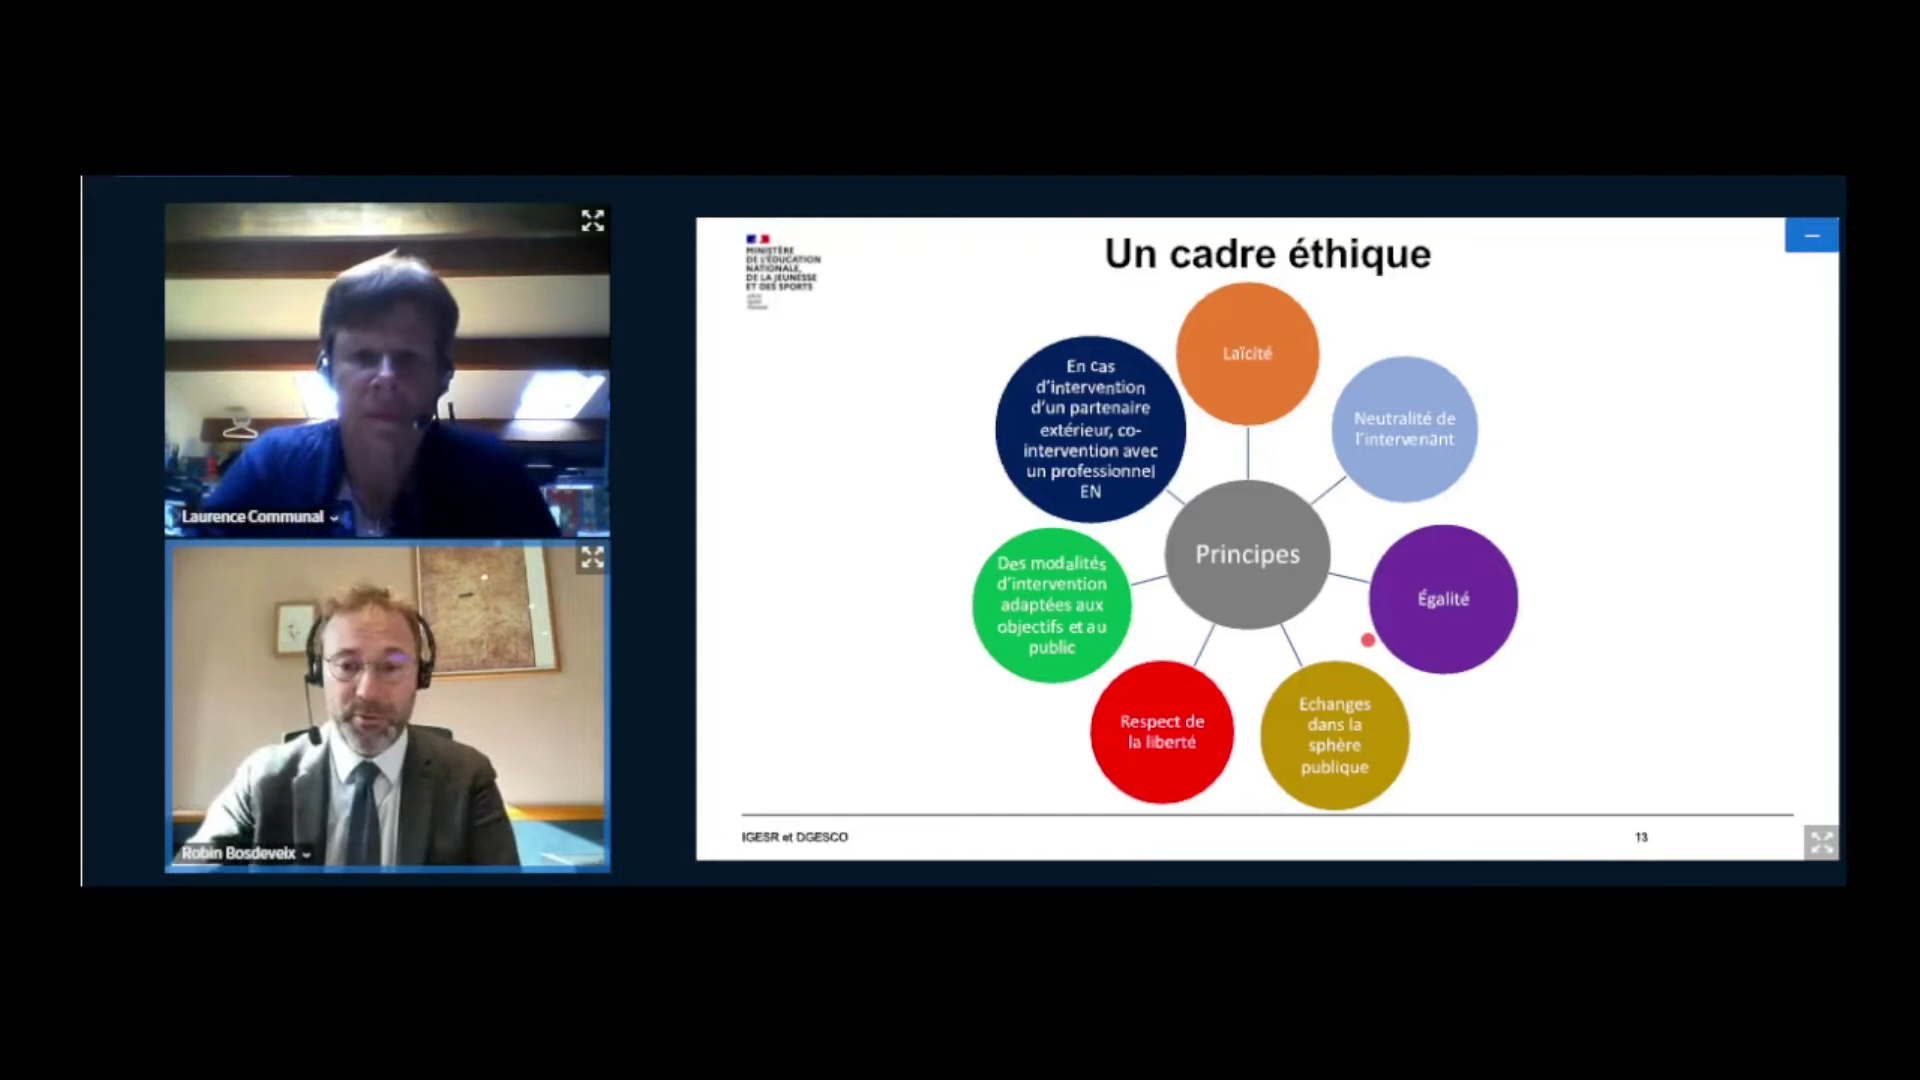 Laurence Communal
Robin Bosdeveix
MINISTÈRE
DE L'ÉDUCATION
NATIONALE,
DE LA JEUNESSE
ET DES SPORTS
Un cadre éthique
Laïcité
Neutralité de
l'intervenant
Égalité
Echanges
dans la
sphère
publique
Respect de
la liberté
Des modalités
d'intervention
adaptées aux
objectifs et au
public
En cas
d'intervention
d'un partenaire
extérieur, co-
intervention avec
un professionnel
EN
Principes
IGESR et DGESCO
13